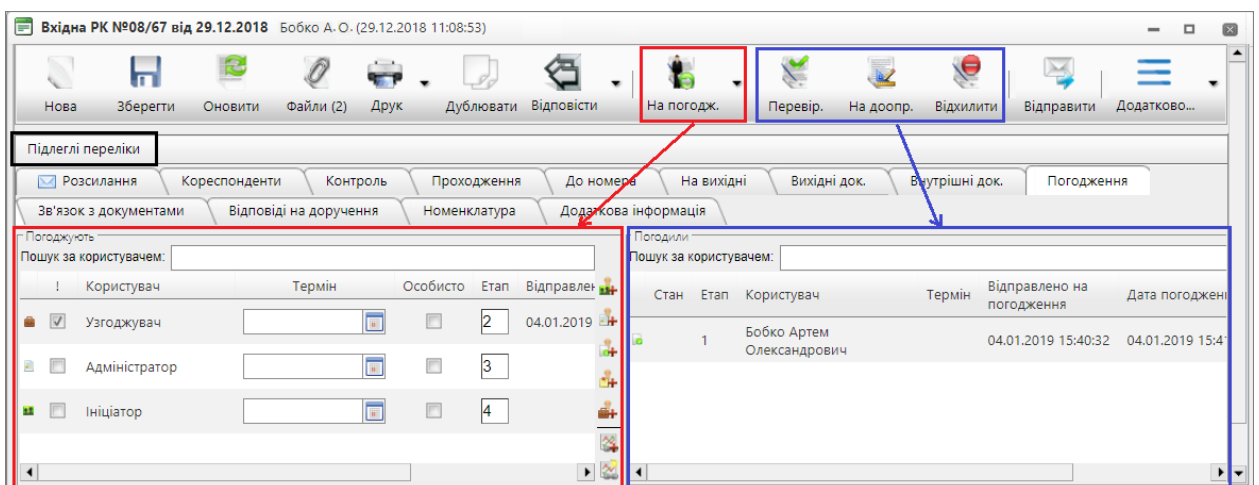 Вхідна РК №08/67 від 29.12.2018 Бобко А. О. (29.12.2018 11:08:53)
Нова Зберегти Оновити Файли (2) Друк Дублювати Відповісти На погодж. Перевір. На доопр. Відхилити Відправити Додатково...
Підлеглі переліки
Розсилання Кореспонденти Контроль Проходження До номера На вихідні Вихідні док. Внутрішні док. Погодження
Зв'язок з документами Відповіді на доручення Номенклатура Додаткова інформація
Погоджують
Пошук за користувачем:
! Користувач Термін Особисто Етап Відправлен
Узгоджувач 2 04.01.2019
Адміністратор 3
Ініціатор 4
Погодили
Пошук за користувачем:
Стан Етап Користувач Термін Відправлено на погодження Дата погоджен
1 Бобко Артем Олександрович 04.01.2019 15:40:32 04.01.2019 15:41